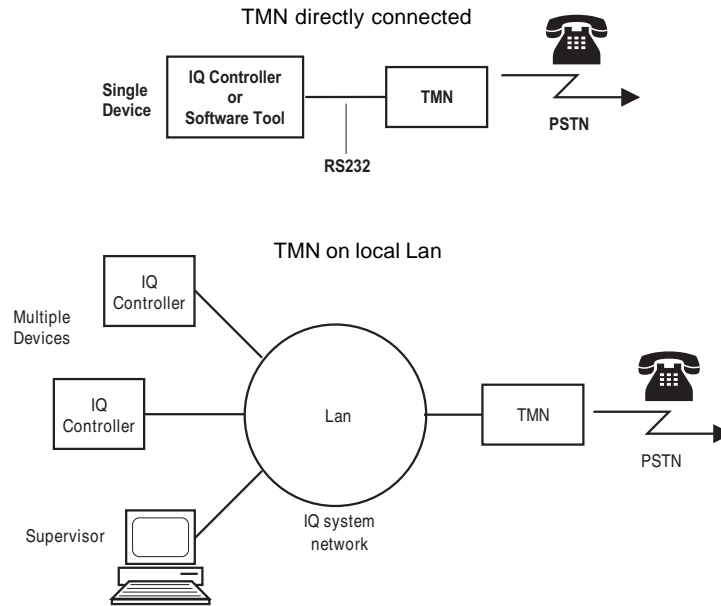 TMN directly connected
Single
Device
IQ Controller
or
Software Tool
TMN
RS232
PSTN
TMN on local Lan
IQ
Controller
Multiple
Devices
IQ
Controller
Lan
TMN
PSTN
Supervisor
IQ system
network